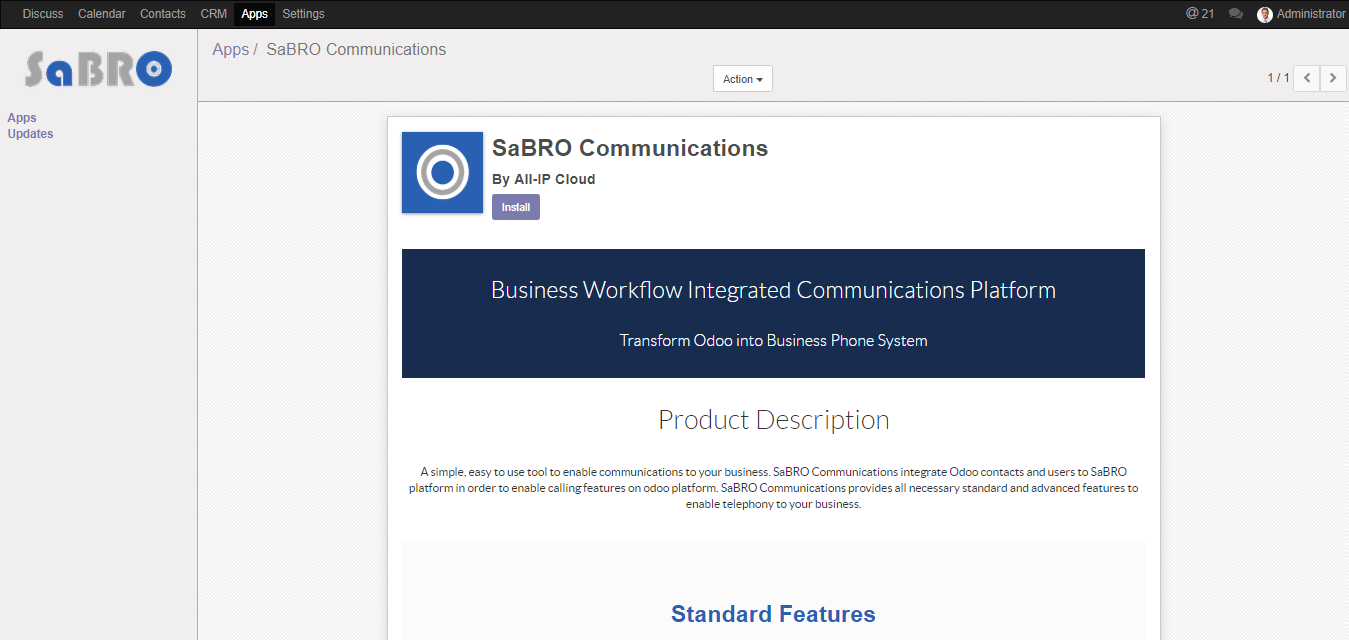 Discuss Calendar Contacts CRM Apps Settings
@ 21 Administrator
SaBRO
Apps / SaBRO Communications
Action
1 / 1
Apps
Updates
SaBRO Communications
By All-IP Cloud
Install
Business Workflow Integrated Communications Platform
Transform Odoo into Business Phone System
Product Description
A simple, easy to use tool to enable communications to your business. SaBRO Communications integrate Odoo contacts and users to SaBRO
platform in order to enable calling features on odoo platform. SaBRO Communications provides all necessary standard and advanced features to
enable telephony to your business.
Standard Features